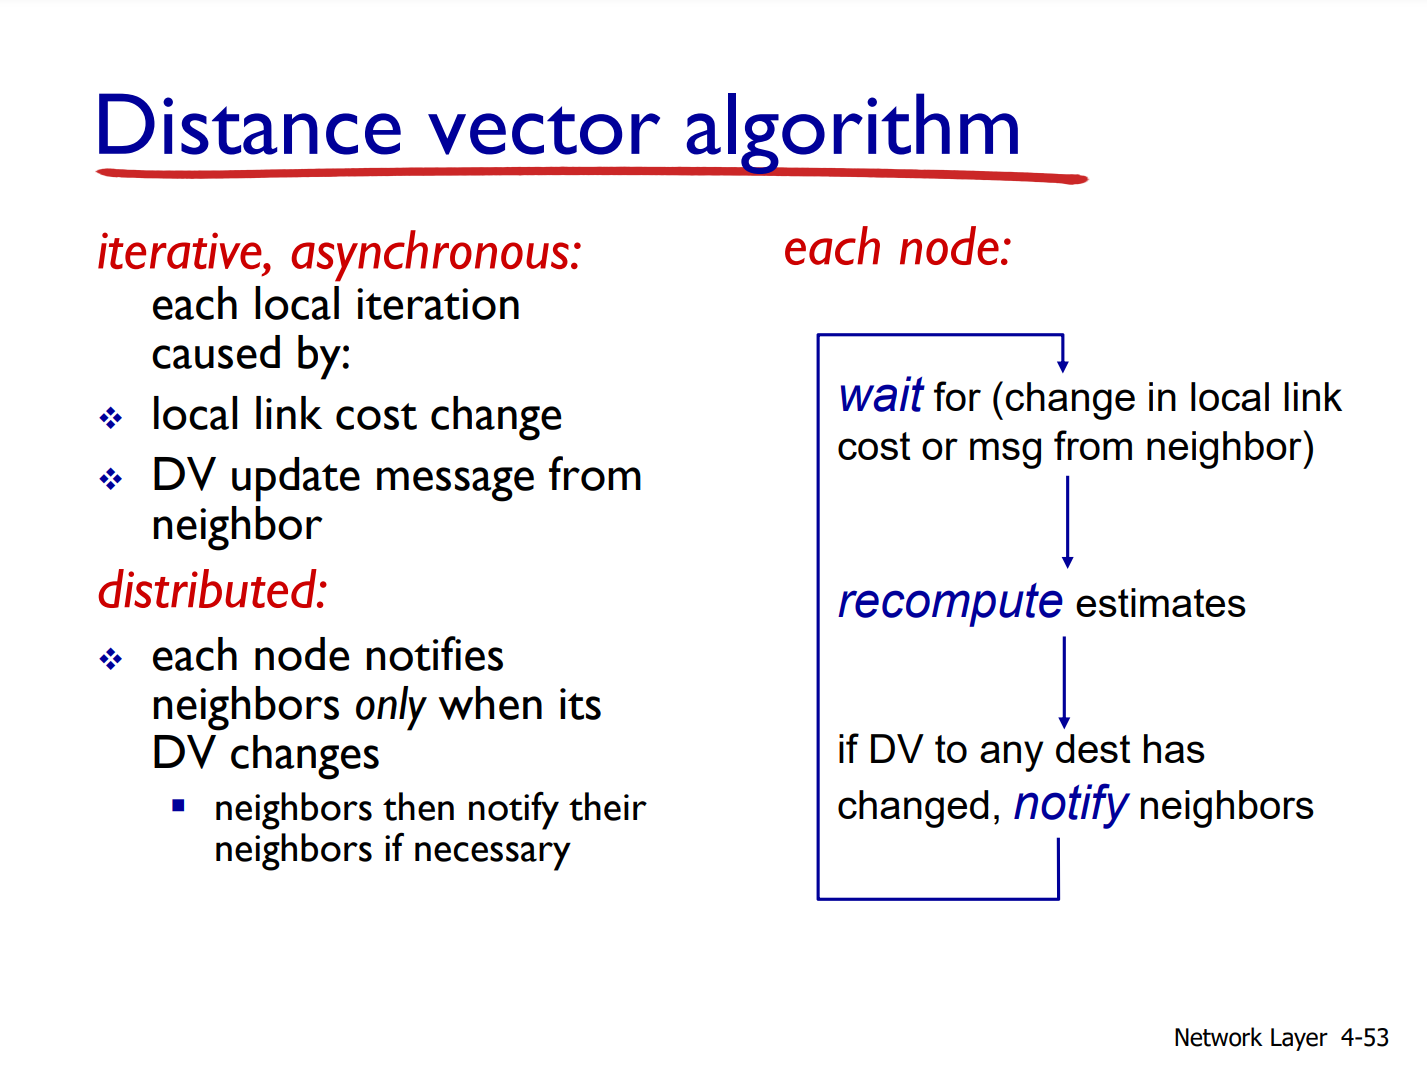 Distance vector algorithm
iterative, asynchronous:
each local iteration
caused by:
local link cost change
DV update message from
neighbor
distributed:
each node notifies
neighbors only when its
DV changes
neighbors then notify their
neighbors if necessary
each node:
wait for (change in local link
cost or msg from neighbor)
recompute estimates
if DV to any dest has
changed, notify neighbors
Network Layer 4-53